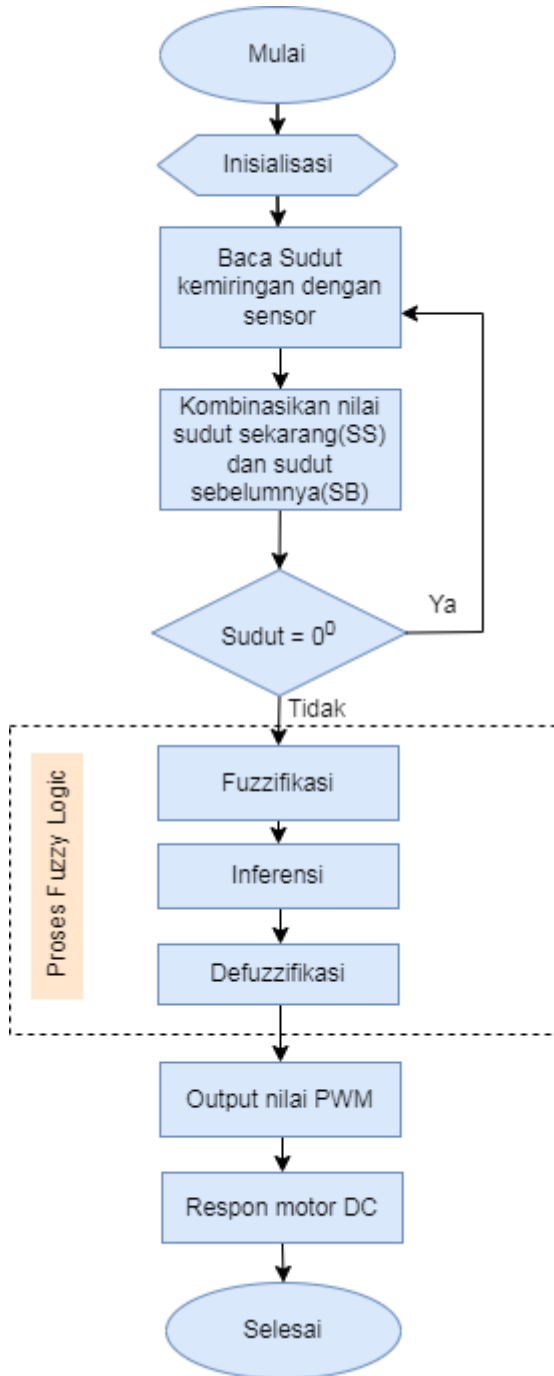 Mulai
Inisialisasi
Baca Sudut
kemiringan dengan
sensor
Kombinasikan nilai
sudut sekarang(SS)
dan sudut
sebelumnya(SB)
Sudut = 0⁰
Ya
Tidak
Proses Fuzzy Logic
Fuzzifikasi
Inferensi
Defuzzifikasi
Output nilai PWM
Respon motor DC
Selesai